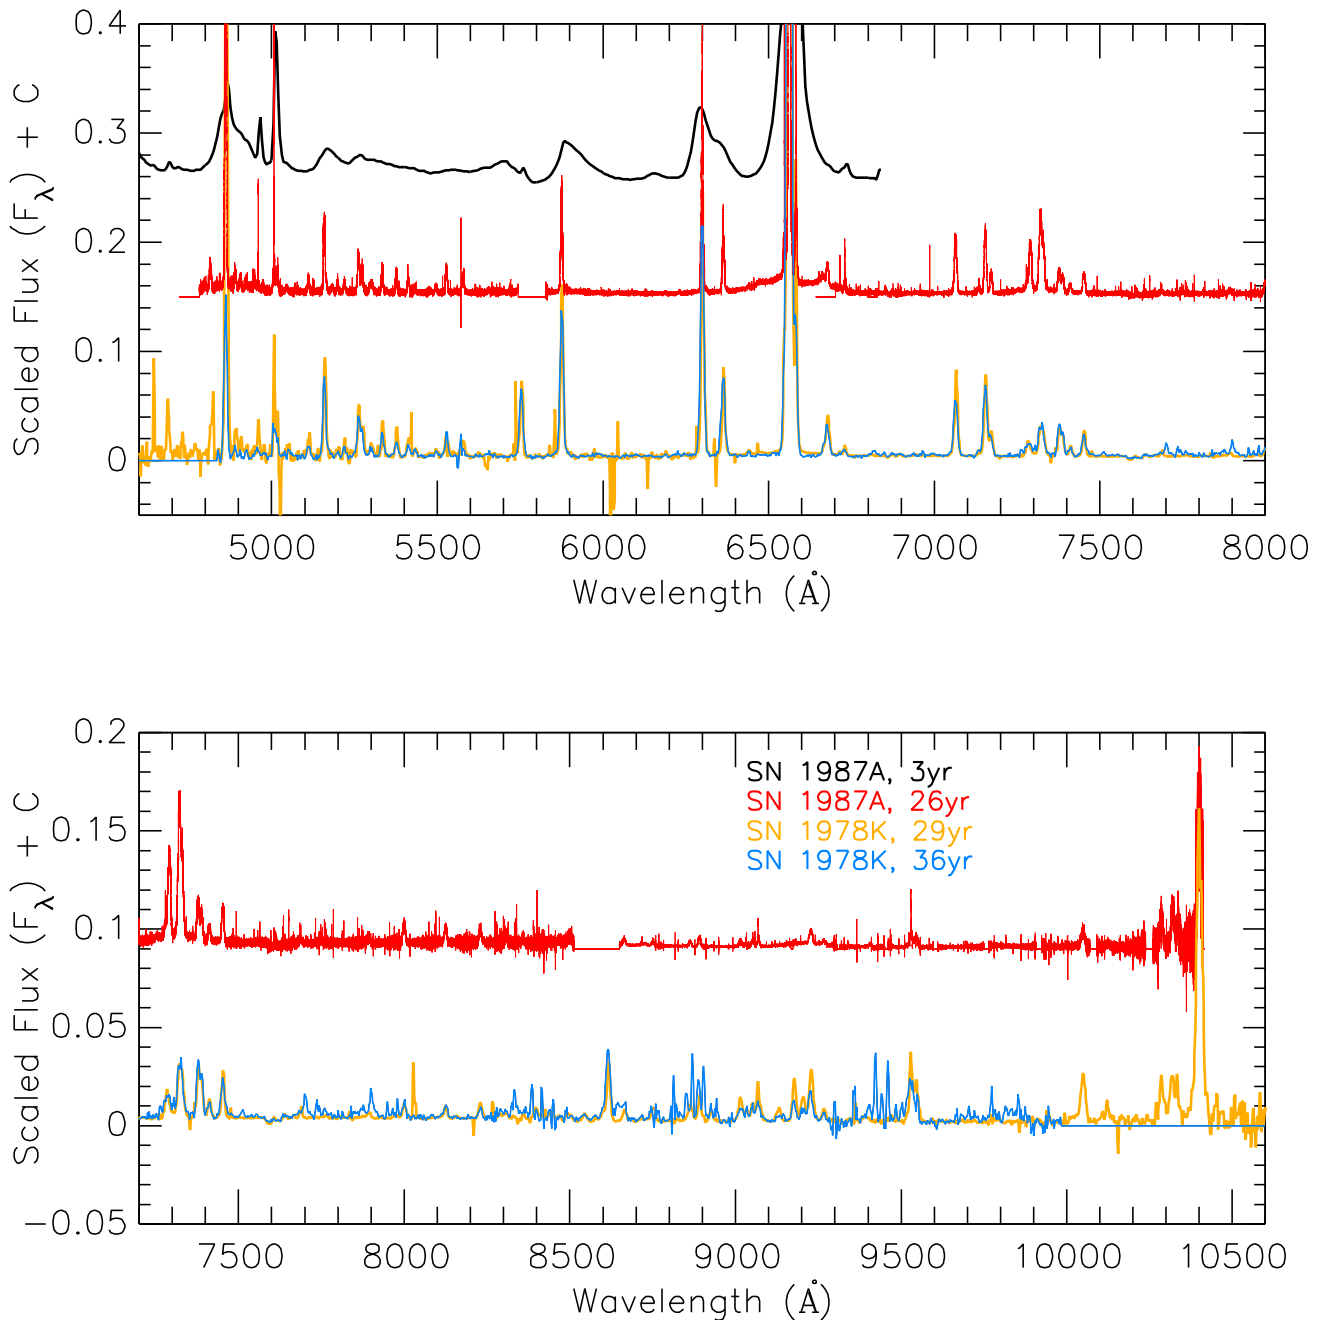 0.4
0.3
0.2
0.1
0
Scaled Flux (Fλ) + C
5000 5500 6000 6500 7000 7500 8000
Wavelength (Å)
0.2
0.15
0.1
0.05
0
−0.05
Scaled Flux (Fλ) + C
SN 1987A, 3yr
SN 1987A, 26yr
SN 1978K, 29yr
SN 1978K, 36yr
7500 8000 8500 9000 9500 10000 10500
Wavelength (Å)